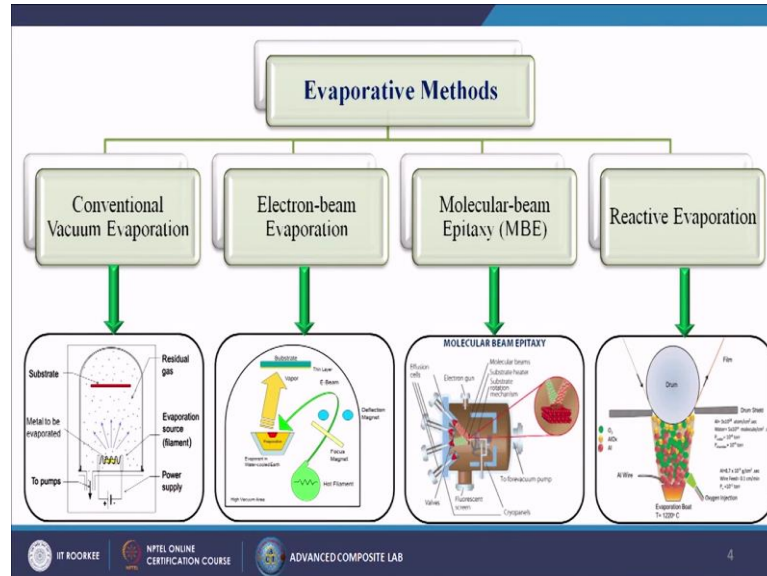 Evaporative Methods
Conventional
Vacuum Evaporation
Electron-beam
Evaporation
Molecular-beam
Epitaxy (MBE)
Reactive Evaporation
Substrate
Residual
gas
Metal to be
evaporated
Evaporation
source
(filament)
To pumps
Power
supply
Substrate
Thin Layer
Vapor
E-Beam
Deflection
Magnet
Focus
Magnet
Hot Filament
High Vacuum Area
MOLECULAR BEAM EPITAXY
Effusion
cells
Electron gun
Molecular beams
Substrate heater
Substrate
rotation
mechanism
Valves
Fluorescent
screen
Cryopanels
To forevacuum pump
Drum
Film
Drum Shield
O₂
AlOx
Al
Al Wire
Evaporation Boat
T= 1220° C
Oxygen Injection
IIT ROORKEE
NPTEL ONLINE
CERTIFICATION COURSE
ADVANCED COMPOSITE LAB
4